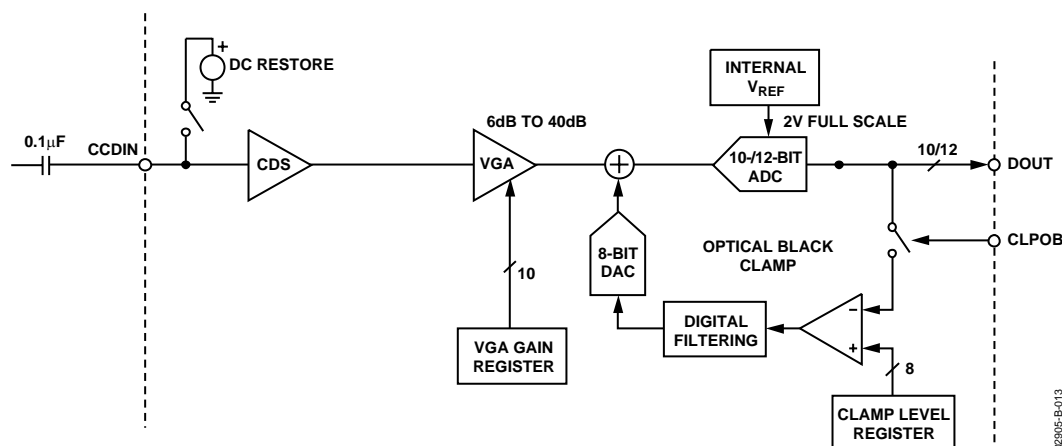 +
DC RESTORE
0.1µF
CCDIN
CDS
6dB TO 40dB
VGA
INTERNAL
VREF
2V FULL SCALE
10-/12-BIT
ADC
10/12
DOUT
CLPOB
8-BIT
DAC
OPTICAL BLACK
CLAMP
10
VGA GAIN
REGISTER
DIGITAL
FILTERING
–
+
8
CLAMP LEVEL
REGISTER
02905-B-013